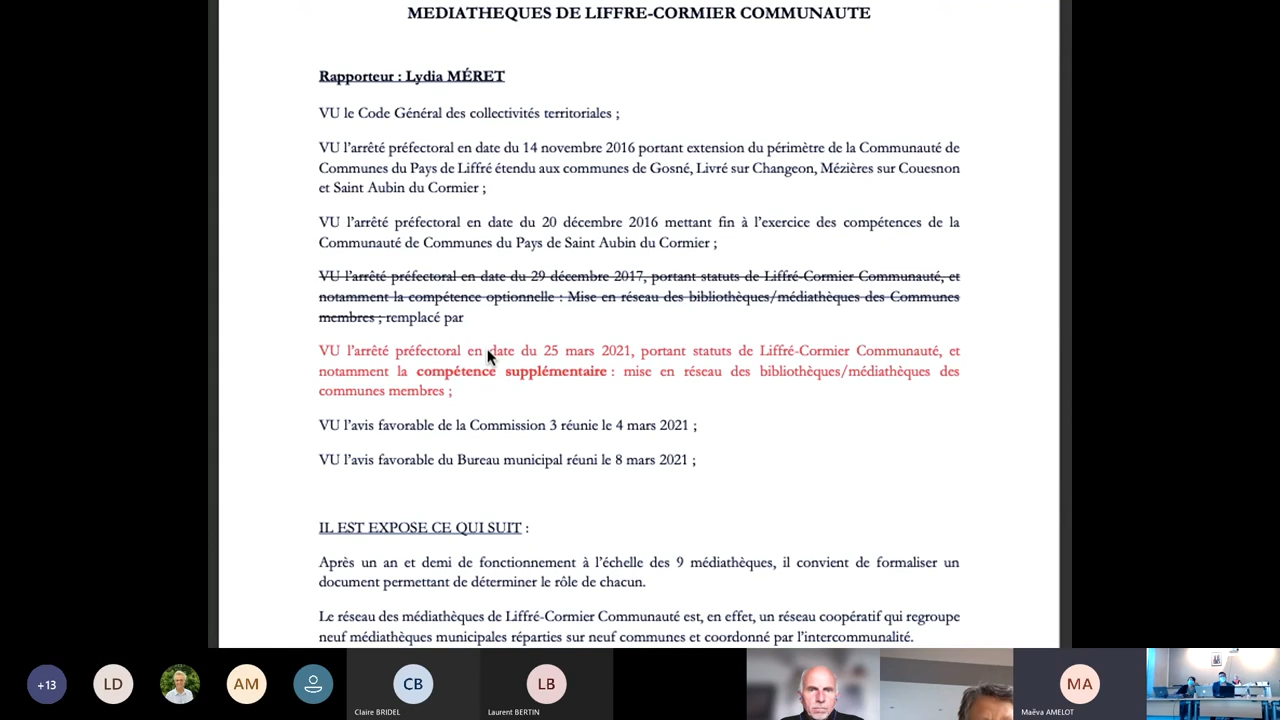 MEDIATHEQUES DE LIFFRE-CORMIER COMMUNAUTE
Rapporteur : Lydia MÉRET
VU le Code Général des collectivités territoriales ;
VU l’arrêté préfectoral en date du 14 novembre 2016 portant extension du périmètre de la Communauté de
Communes du Pays de Liffré étendu aux communes de Gosné, Livré sur Changeon, Mézières sur Couesnon
et Saint Aubin du Cormier ;
VU l’arrêté préfectoral en date du 20 décembre 2016 mettant fin à l’exercice des compétences de la
Communauté de Communes du Pays de Saint Aubin du Cormier ;
VU l’arrêté préfectoral en date du 29 décembre 2017, portant statuts de Liffré-Cormier Communauté, et
notamment la compétence optionnelle : Mise en réseau des bibliothèques/médiathèques des Communes
membres ; remplacé par
VU l’arrêté préfectoral en date du 25 mars 2021, portant statuts de Liffré-Cormier Communauté, et
notamment la compétence supplémentaire : mise en réseau des bibliothèques/médiathèques des
communes membres ;
VU l’avis favorable de la Commission 3 réunie le 4 mars 2021 ;
VU l’avis favorable du Bureau municipal réuni le 8 mars 2021 ;
IL EST EXPOSE CE QUI SUIT :
Après un an et demi de fonctionnement à l’échelle des 9 médiathèques, il convient de formaliser un
document permettant de déterminer le rôle de chacun.
Le réseau des médiathèques de Liffré-Cormier Communauté est, en effet, un réseau coopératif qui regroupe
neuf médiathèques municipales réparties sur neuf communes et coordonné par l’intercommunalité.
+13
LD
AM
CB
Claire BRIDEL
LB
Laurent BERTIN
MA
Maëva AMELOT